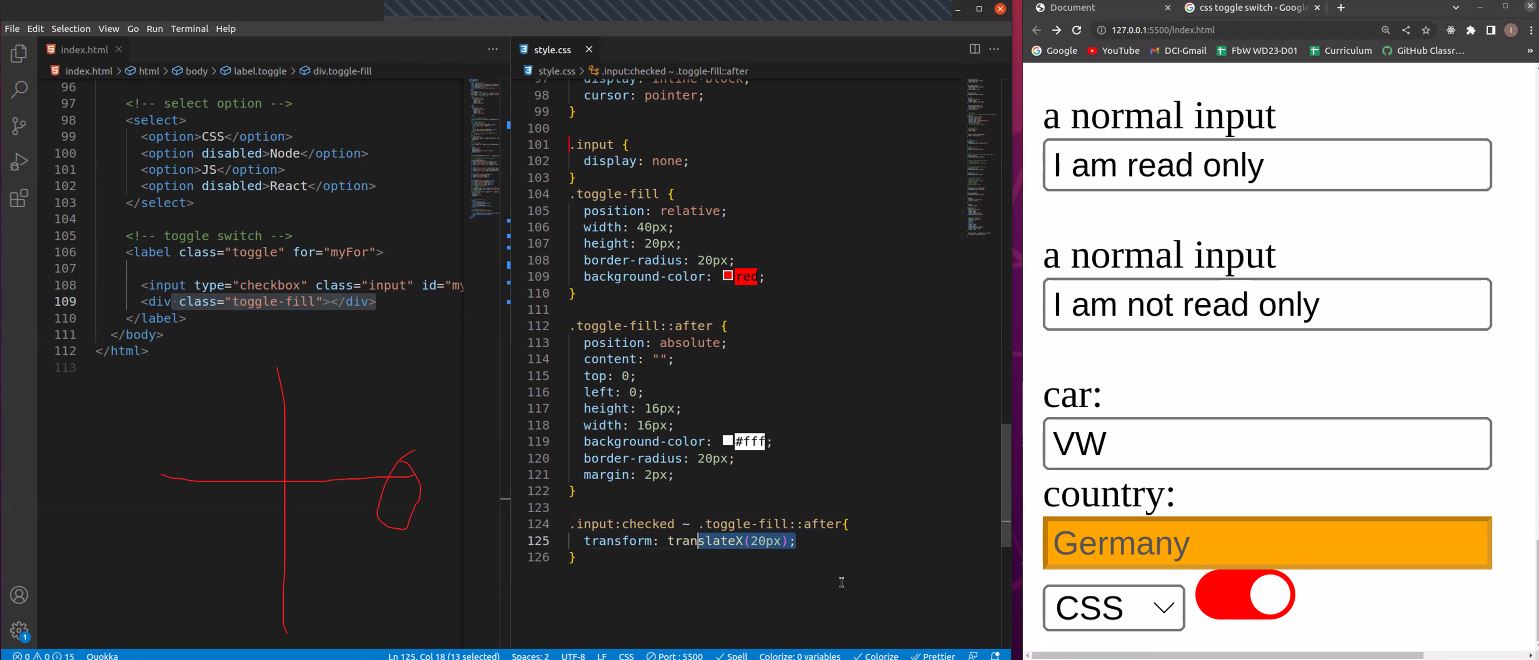 File Edit Selection View Go Run Terminal Help
index.html
index.html > html > body > label.toggle > div.toggle-fill
96
97 <!-- select option -->
98 <select>
99 <option>CSS</option>
100 <option disabled>Node</option>
101 <option>JS</option>
102 <option disabled>React</option>
103 </select>
104
105 <!-- toggle switch -->
106 <label class="toggle" for="myFor">
107
108 <input type="checkbox" class="input" id="my
109 <div class="toggle-fill"></div>
110 </label>
111 </body>
112 </html>
113
style.css
style.css > .input:checked ~ .toggle-fill::after
97 display: inline-block;
98 cursor: pointer;
99 }
100
101 .input {
102 display: none;
103 }
104 .toggle-fill {
105 position: relative;
106 width: 40px;
107 height: 20px;
108 border-radius: 20px;
109 background-color: red;
110 }
111
112 .toggle-fill::after {
113 position: absolute;
114 content: "";
115 top: 0;
116 left: 0;
117 height: 16px;
118 width: 16px;
119 background-color: #fff;
120 border-radius: 20px;
121 margin: 2px;
122 }
123
124 .input:checked ~ .toggle-fill::after{
125 transform: translateX(20px);
126 }
1
0 0 15 Quokka
Ln 125, Col 18 (13 selected) Spaces: 2 UTF-8 LF CSS Port : 5500 Spell Colorize: 0 variables Colorize Prettier
Document css toggle switch - Google
127.0.0.1:5500/index.html
Google YouTube DCI-Gmail FbW WD23-D01 Curriculum GitHub Classr...
a normal input
I am read only
a normal input
I am not read only
car:
VW
country:
Germany
CSS